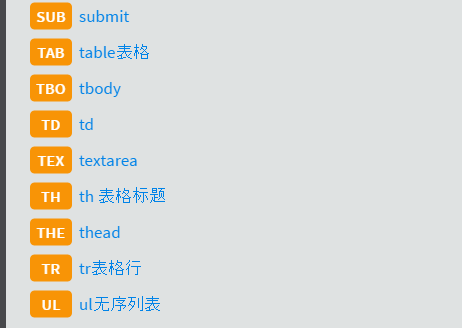 SUB submit
TAB table表格
TBO tbody
TD td
TEX textarea
TH th 表格标题
THE thead
TR tr表格行
UL ul无序列表